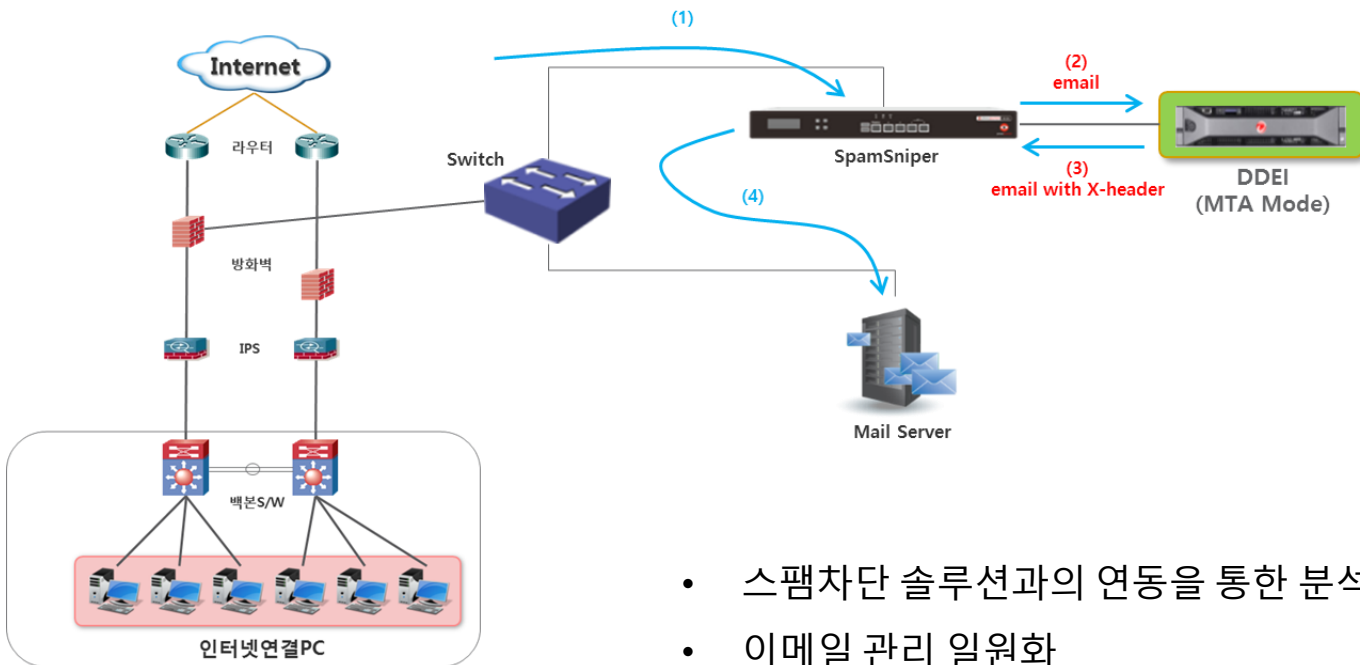 (1)
Internet
(2)
email
라우터
Switch
SpamSniper
(3)
email with X-header
DDEI
(MTA Mode)
(4)
방화벽
IPS
Mail Server
백본S/W
인터넷연결PC
• 스팸차단 솔루션과의 연동을 통한 분석
• 이메일 관리 일원화